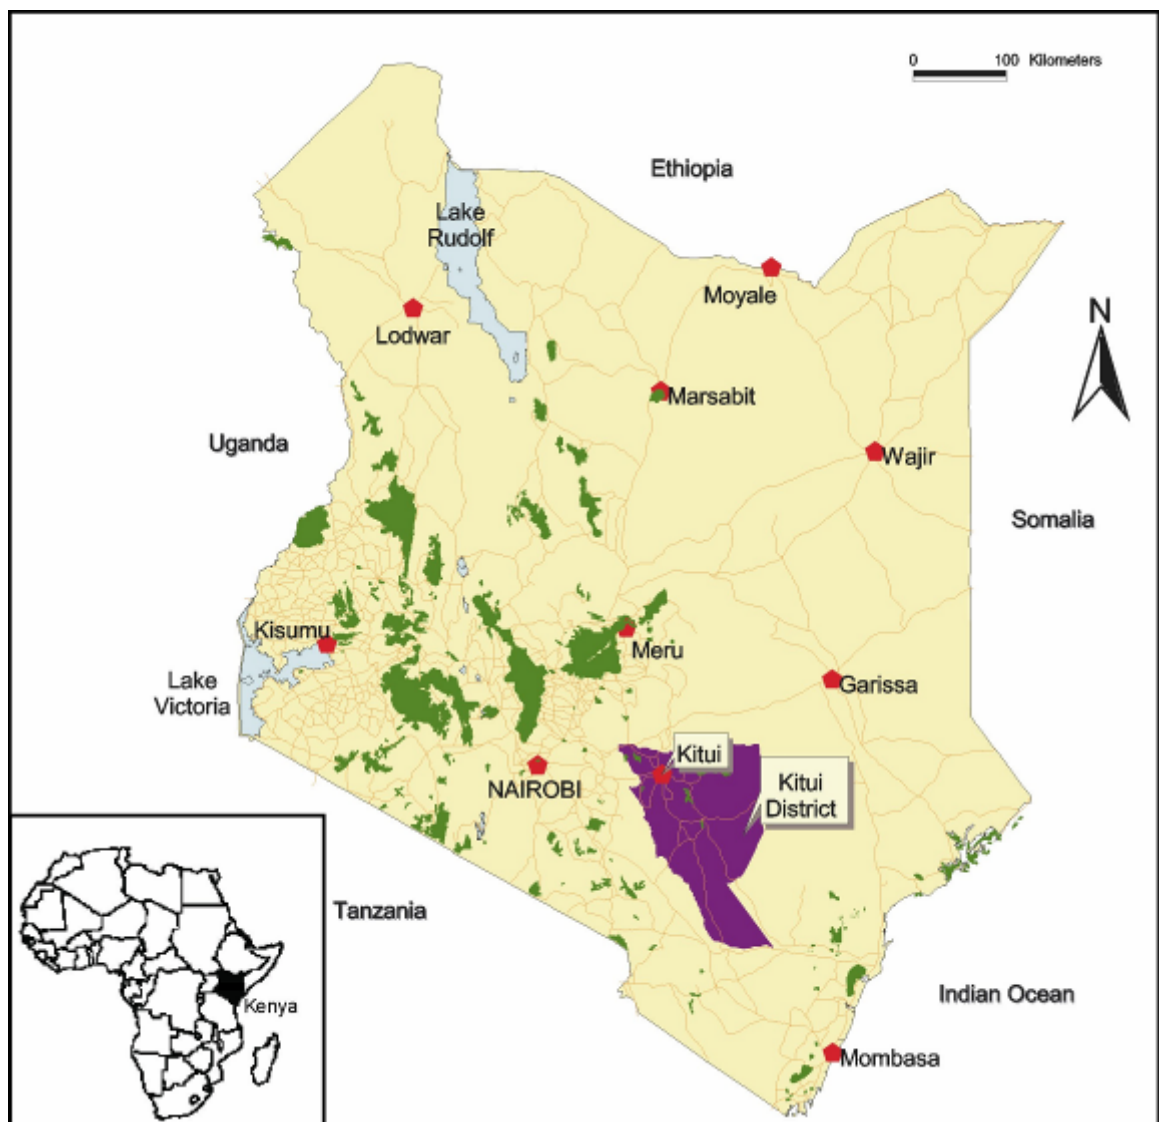 0 100 Kilometers
Ethiopia
Lake
Rudolf
Moyale
N
Lodwar
Marsabit
Uganda
Wajir
Somalia
Kisumu
Meru
Lake
Victoria
Garissa
Kitui
NAIROBI
Kitui
District
Tanzania
Indian Ocean
Kenya
Mombasa